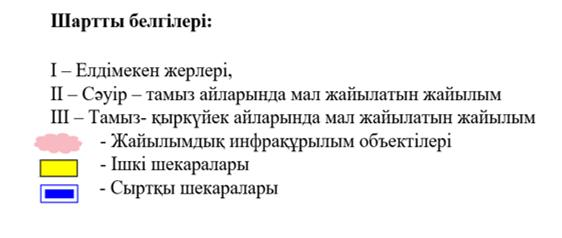 Шартты белгілері:
I – Елдімекен жерлері,
II – Сәуір – тамыз айларында мал жайылатын жайылым
III – Тамыз- қыркүйек айларында мал жайылатын жайылым
- Жайылымдық инфрақұрылым объектілері
- Ішкі шекаралары
- Сыртқы шекаралары